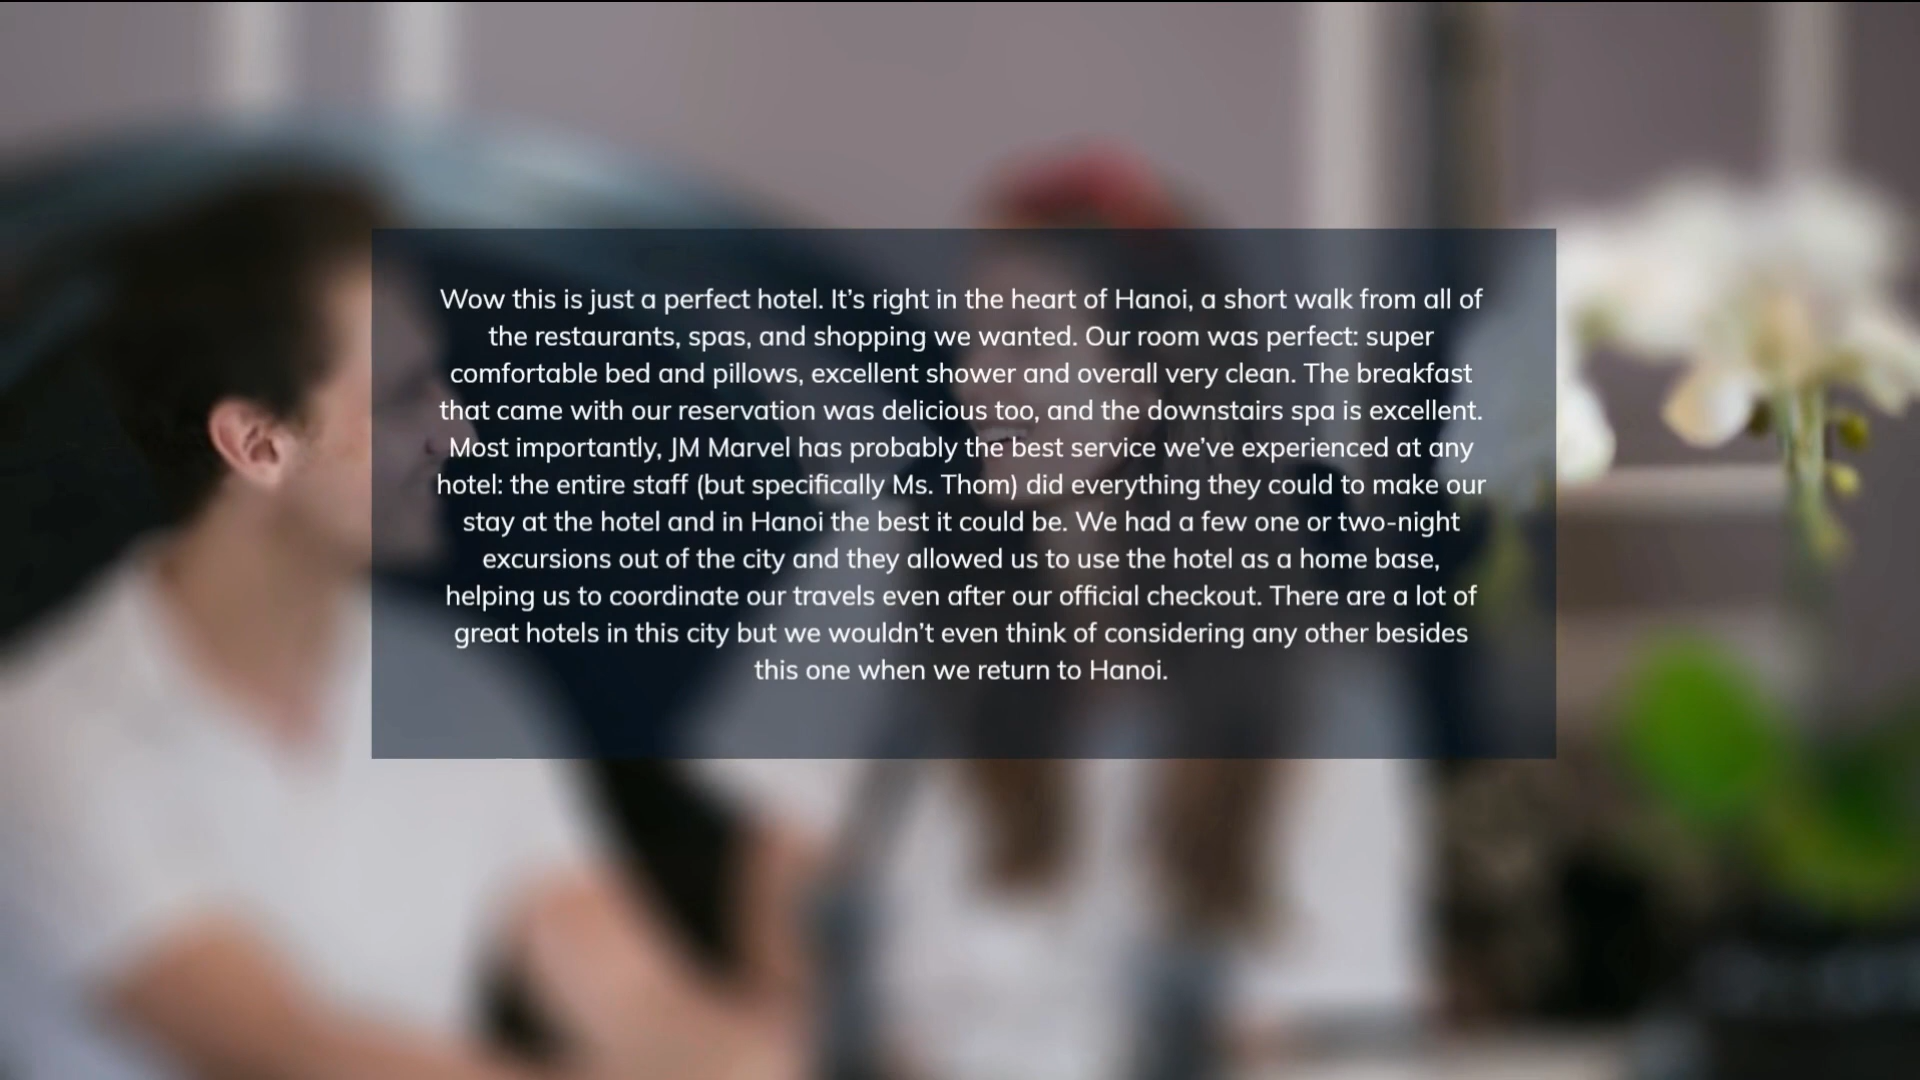 Wow this is just a perfect hotel. It’s right in the heart of Hanoi, a short walk from all of
the restaurants, spas, and shopping we wanted. Our room was perfect: super
comfortable bed and pillows, excellent shower and overall very clean. The breakfast
that came with our reservation was delicious too, and the downstairs spa is excellent.
Most importantly, JM Marvel has probably the best service we’ve experienced at any
hotel: the entire staff (but specifically Ms. Thom) did everything they could to make our
stay at the hotel and in Hanoi the best it could be. We had a few one or two-night
excursions out of the city and they allowed us to use the hotel as a home base,
helping us to coordinate our travels even after our official checkout. There are a lot of
great hotels in this city but we wouldn’t even think of considering any other besides
this one when we return to Hanoi.